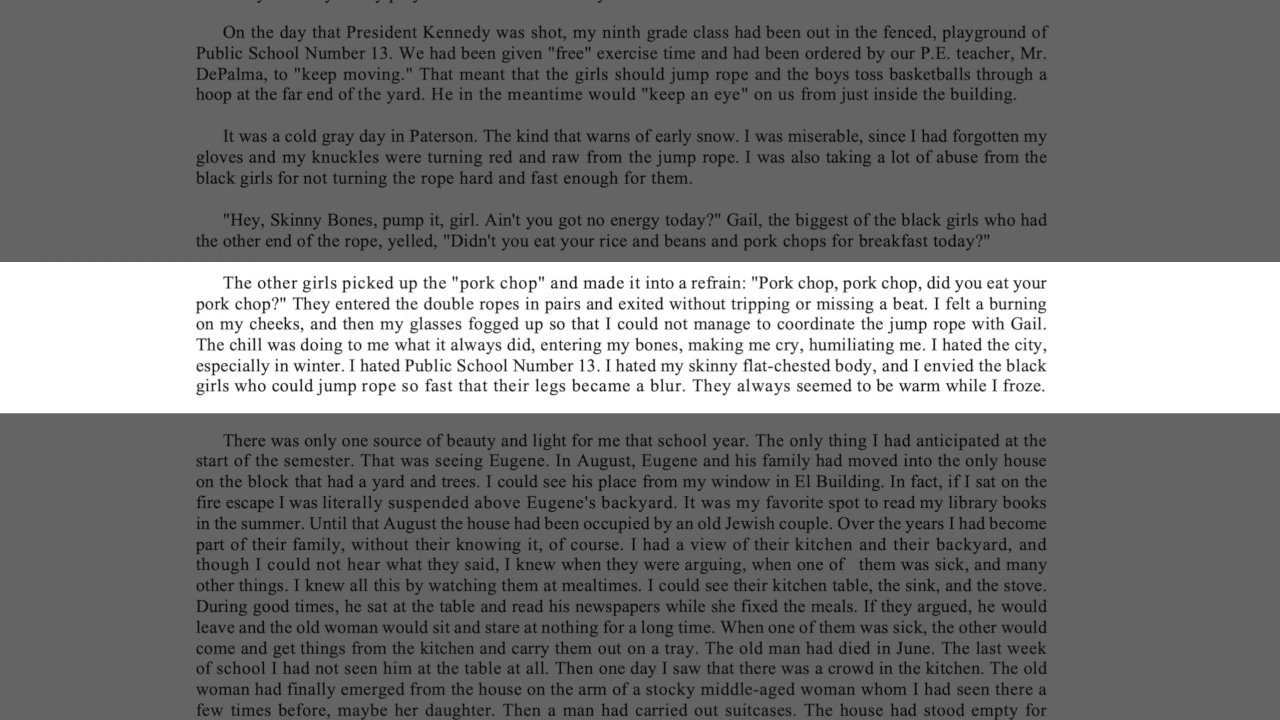 On the day that President Kennedy was shot, my ninth grade class had been out in the fenced, playground of
Public School Number 13. We had been given "free" exercise time and had been ordered by our P.E. teacher, Mr.
DePalma, to "keep moving." That meant that the girls should jump rope and the boys toss basketballs through a
hoop at the far end of the yard. He in the meantime would "keep an eye" on us from just inside the building.
It was a cold gray day in Paterson. The kind that warns of early snow. I was miserable, since I had forgotten my
gloves and my knuckles were turning red and raw from the jump rope. I was also taking a lot of abuse from the
black girls for not turning the rope hard and fast enough for them.
"Hey, Skinny Bones, pump it, girl. Ain't you got no energy today?" Gail, the biggest of the black girls who had
the other end of the rope, yelled, "Didn't you eat your rice and beans and pork chops for breakfast today?"
The other girls picked up the "pork chop" and made it into a refrain: "Pork chop, pork chop, did you eat your
pork chop?" They entered the double ropes in pairs and exited without tripping or missing a beat. I felt a burning
on my cheeks, and then my glasses fogged up so that I could not manage to coordinate the jump rope with Gail.
The chill was doing to me what it always did, entering my bones, making me cry, humiliating me. I hated the city,
especially in winter. I hated Public School Number 13. I hated my skinny flat-chested body, and I envied the black
girls who could jump rope so fast that their legs became a blur. They always seemed to be warm while I froze.
There was only one source of beauty and light for me that school year. The only thing I had anticipated at the
start of the semester. That was seeing Eugene. In August, Eugene and his family had moved into the only house
on the block that had a yard and trees. I could see his place from my window in El Building. In fact, if I sat on the
fire escape I was literally suspended above Eugene's backyard. It was my favorite spot to read my library books
in the summer. Until that August the house had been occupied by an old Jewish couple. Over the years I had become
part of their family, without their knowing it, of course. I had a view of their kitchen and their backyard, and
though I could not hear what they said, I knew when they were arguing, when one of them was sick, and many
other things. I knew all this by watching them at mealtimes. I could see their kitchen table, the sink, and the stove.
During good times, he sat at the table and read his newspapers while she fixed the meals. If they argued, he would
leave and the old woman would sit and stare at nothing for a long time. When one of them was sick, the other would
come and get things from the kitchen and carry them out on a tray. The old man had died in June. The last week
of school I had not seen him at the table at all. Then one day I saw that there was a crowd in the kitchen. The old
woman had finally emerged from the house on the arm of a stocky middle-aged woman whom I had seen there a
few times before, maybe her daughter. Then a man had carried out suitcases. The house had stood empty for